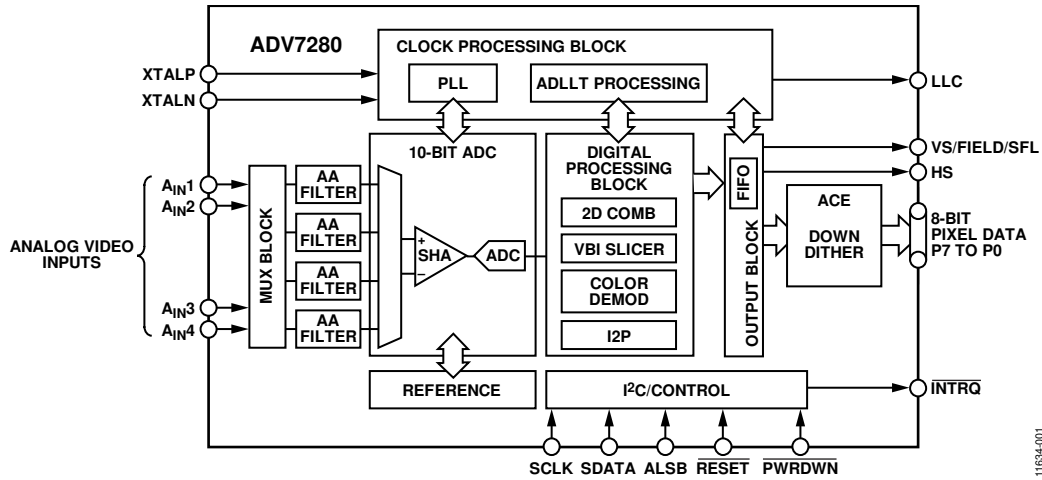 ADV7280
CLOCK PROCESSING BLOCK
PLL
ADLLT PROCESSING
XTALP
XTALN
LLC
10-BIT ADC
DIGITAL
PROCESSING
BLOCK
2D COMB
VBI SLICER
COLOR
DEMOD
I2P
FIFO
OUTPUT BLOCK
VS/FIELD/SFL
HS
ACE
DOWN
DITHER
8-BIT
PIXEL DATA
P7 TO P0
ANALOG VIDEO
INPUTS
AIN1
AIN2
AIN3
AIN4
MUX BLOCK
AA
FILTER
AA
FILTER
AA
FILTER
AA
FILTER
+
SHA
–
ADC
REFERENCE
I2C/CONTROL
INTRQ
SCLK
SDATA
ALSB
RESET
PWRDWN
11634-001